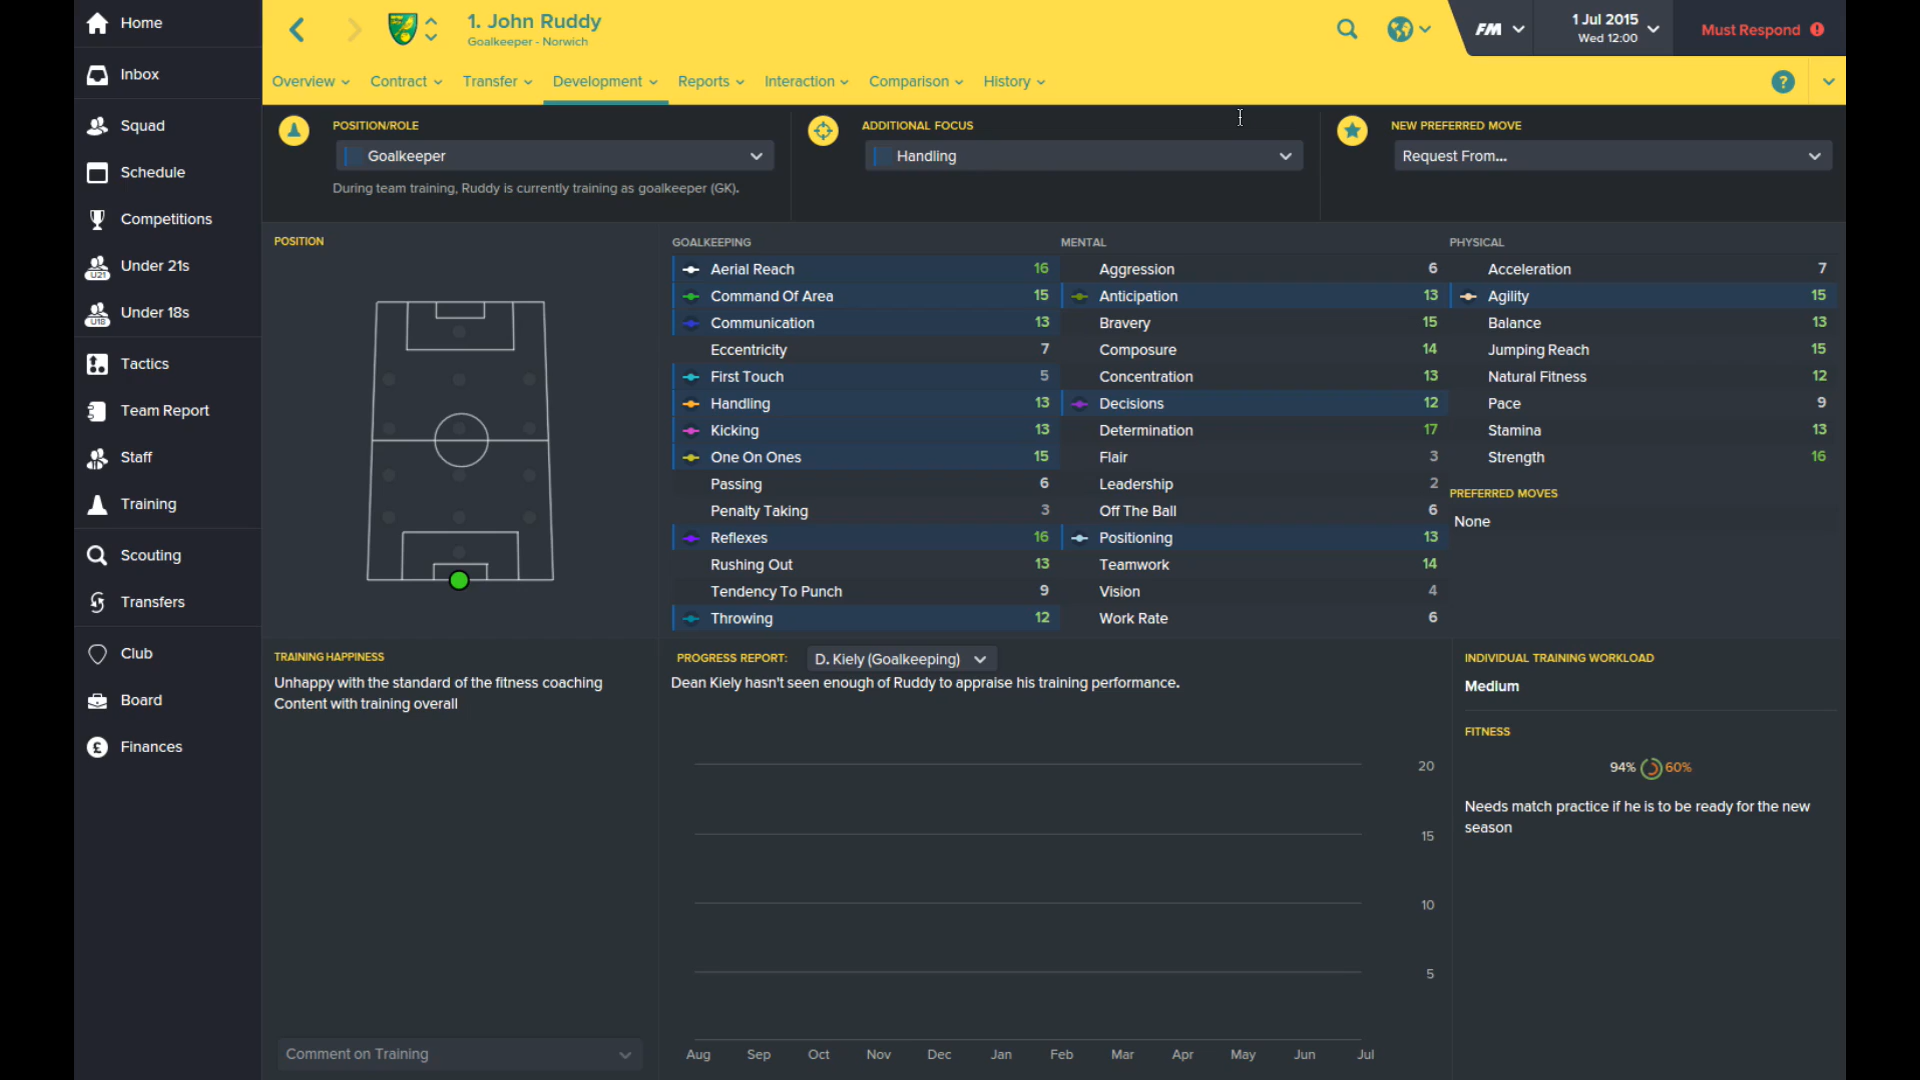 Home
Inbox
Squad
Schedule
Competitions
U21
Under 21s
U18
Under 18s
Tactics
Team Report
Staff
Training
Scouting
Transfers
Club
Board
Finances
1. John Ruddy
Goalkeeper - Norwich
FM
1 Jul 2015
Wed 12:00
Must Respond
Overview
Contract
Transfer
Development
Reports
Interaction
Comparison
History
?
POSITION/ROLE
Goalkeeper
During team training, Ruddy is currently training as goalkeeper (GK).
ADDITIONAL FOCUS
Handling
NEW PREFERRED MOVE
Request From...
POSITION
GOALKEEPING
Aerial Reach 16
Command Of Area 15
Communication 13
Eccentricity 7
First Touch 5
Handling 13
Kicking 13
One On Ones 15
Passing 6
Penalty Taking 3
Reflexes 16
Rushing Out 13
Tendency To Punch 9
Throwing 12
MENTAL
Aggression 6
Anticipation 13
Bravery 15
Composure 14
Concentration 13
Decisions 12
Determination 17
Flair 3
Leadership 2
Off The Ball 6
Positioning 13
Teamwork 14
Vision 4
Work Rate 6
PHYSICAL
Acceleration 7
Agility 15
Balance 13
Jumping Reach 15
Natural Fitness 12
Pace 9
Stamina 13
Strength 16
PREFERRED MOVES
None
TRAINING HAPPINESS
Unhappy with the standard of the fitness coaching
Content with training overall
Comment on Training
PROGRESS REPORT: D. Kiely (Goalkeeping)
Dean Kiely hasn't seen enough of Ruddy to appraise his training performance.
20
15
10
5
Aug Sep Oct Nov Dec Jan Feb Mar Apr May Jun Jul
INDIVIDUAL TRAINING WORKLOAD
Medium
FITNESS
94% 60%
Needs match practice if he is to be ready for the new
season